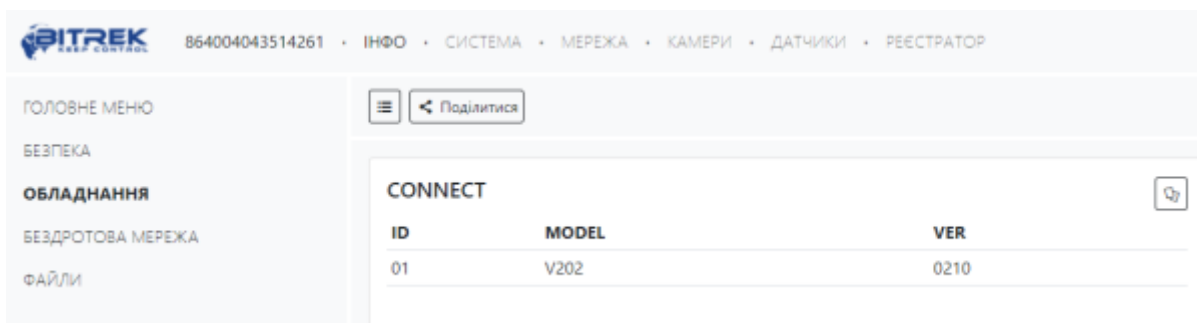 BITREK
KEEP CONTROL
864004043514261 · ІНФО · СИСТЕМА · МЕРЕЖА · КАМЕРИ · ДАТЧИКИ · РЕЄСТРАТОР
ГОЛОВНЕ МЕНЮ
Поділитися
БЕЗПЕКА
ОБЛАДНАННЯ
CONNECT
БЕЗДРОТОВА МЕРЕЖА
ID MODEL VER
ФАЙЛИ
01 V202 0210